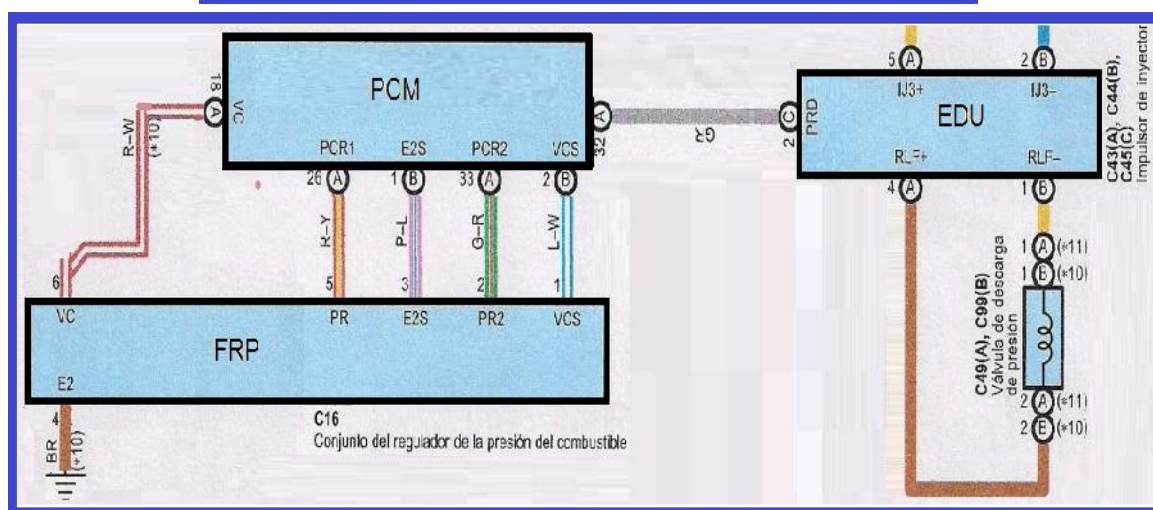 5 A
2 B
IJ3+
IJ3-
EDU
RLF+
RLF-
4 A
1 B
C43(A), C44(B),
C45(C)
Impulsor de inyector
18 A
VC
PCM
PCR1
E2S
PCR2
VCS
26 A
1 B
33 A
2 B
A
32
GR
C
2
PRD
R-W
(*10)
R-Y
P-L
G-R
L-W
6
5
3
2
1
VC
PR
E2S
PR2
VCS
FRP
E2
4
BR
(*10)
C16
Conjunto del regulador de la presión del combustible
1 A (*11)
1 B (*10)
C49(A), C99(B)
Válvula de descarga
de presión
2 A (*11)
2 B (*10)